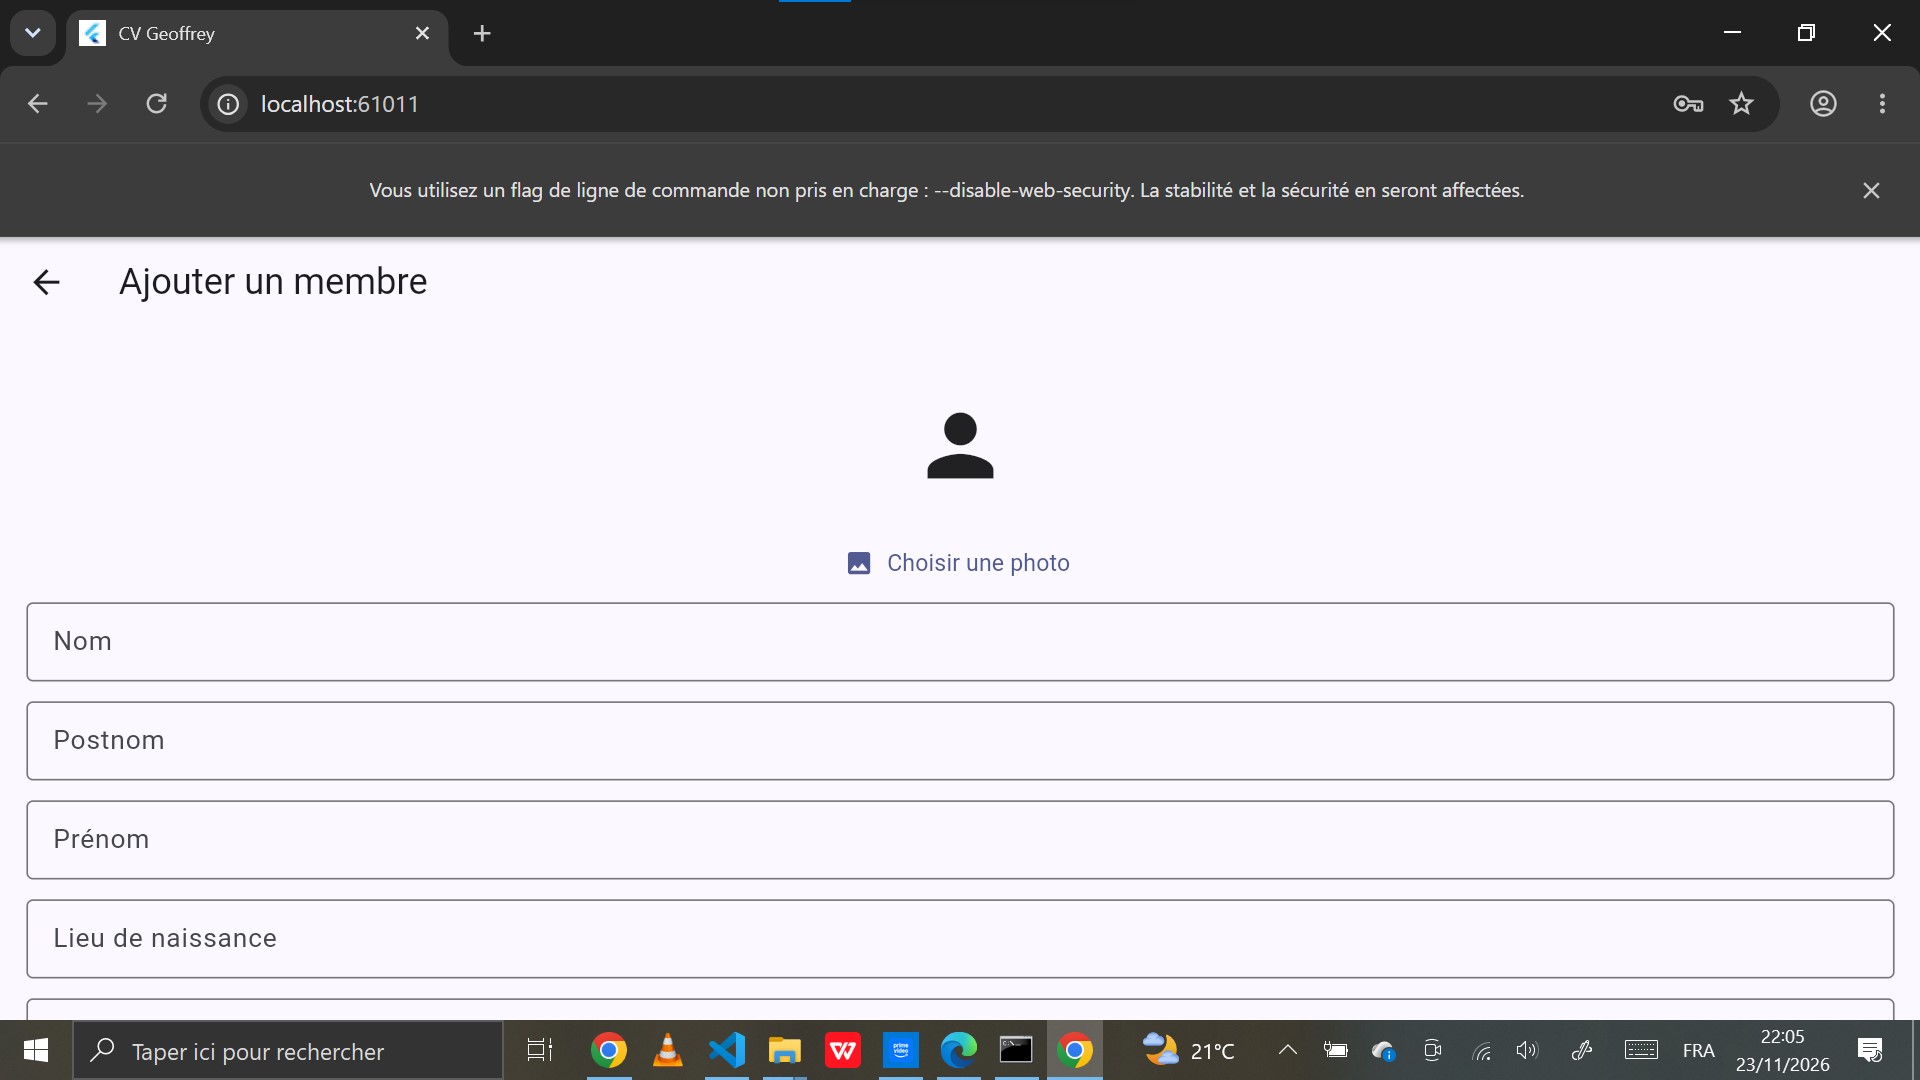 CV Geoffrey
localhost:61011
Vous utilisez un flag de ligne de commande non pris en charge : --disable-web-security. La stabilité et la sécurité en seront affectées.
Ajouter un membre
Choisir une photo
Nom
Postnom
Prénom
Lieu de naissance
Taper ici pour rechercher
prime video
21°C
FRA
22:05
23/11/2026